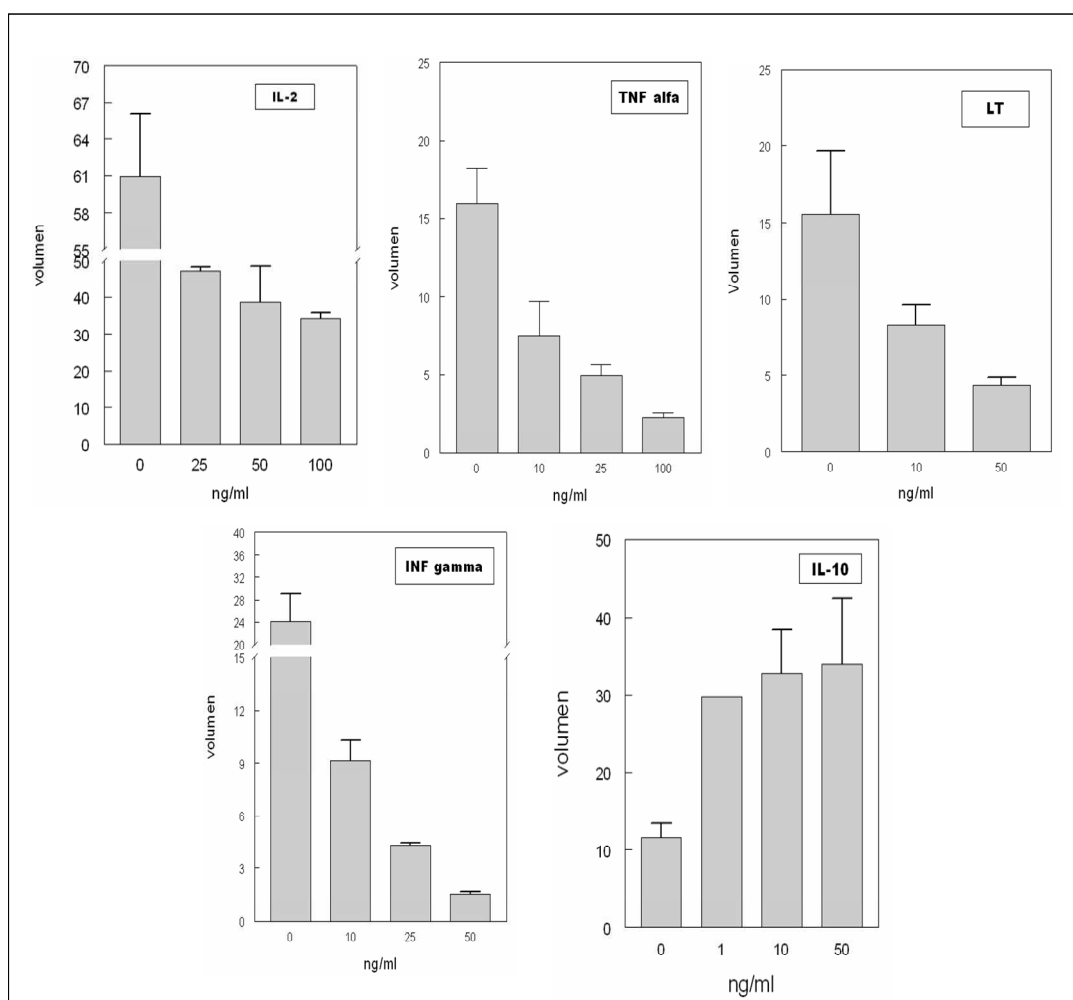 IL-2
70
67
64
61
58
55
50
40
30
20
10
0
volumen
0 25 50 100
ng/ml
TNF alfa
25
20
15
10
5
0
volumen
0 10 25 100
ng/ml
LT
25
20
15
10
5
0
Volumen
0 10 50
ng/ml
INF gamma
40
36
32
28
24
20
15
12
9
6
3
0
volumen
0 10 25 50
ng/ml
IL-10
50
40
30
20
10
0
volumen
0 1 10 50
ng/ml